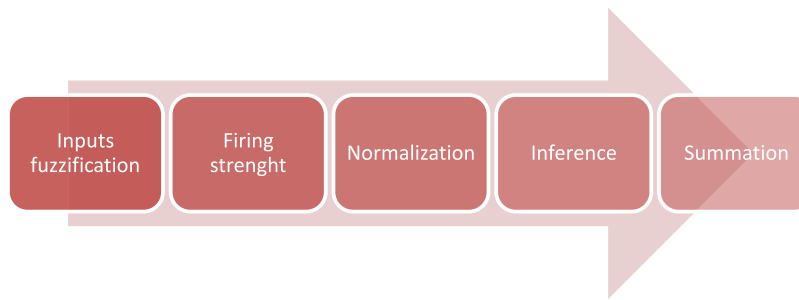 Inputs
fuzzification
Firing
strenght
Normalization
Inference
Summation